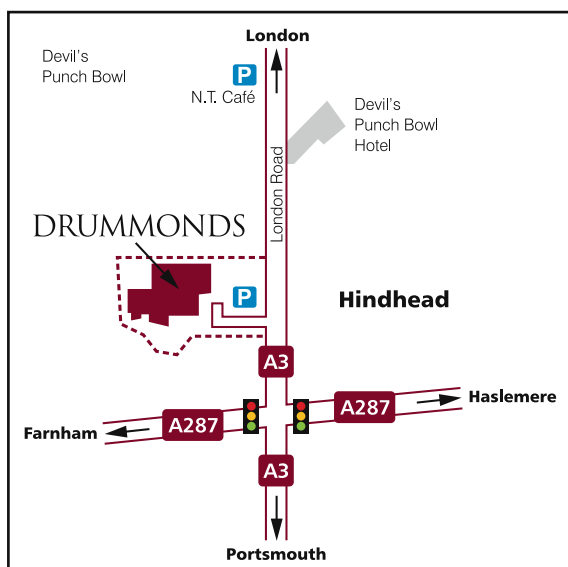 London
Devil's
Punch Bowl
P
N.T. Café
Devil's
Punch Bowl
Hotel
London Road
DRUMMONDS
P
Hindhead
A3
A287
Haslemere
A287
Farnham
A3
Portsmouth